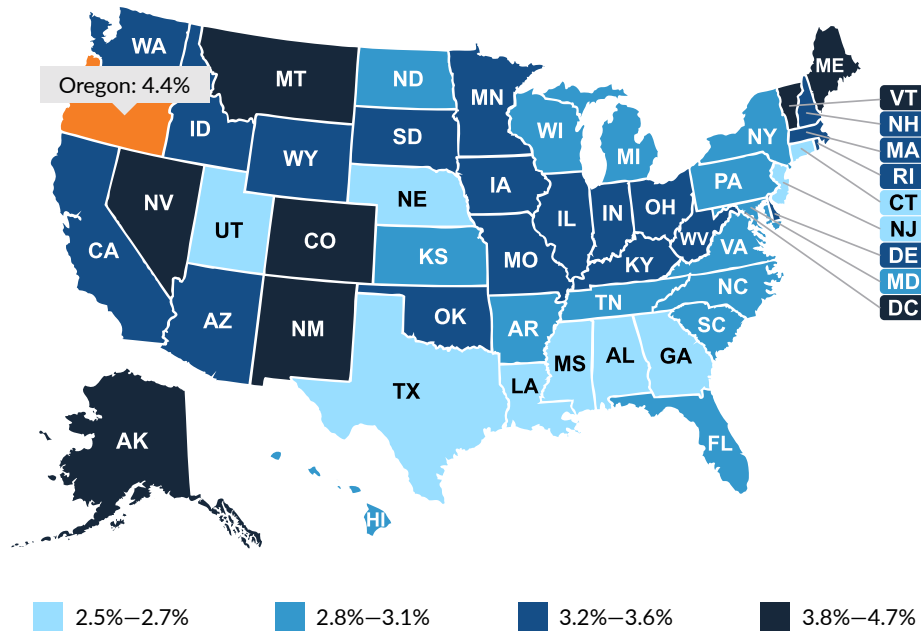 WA
MT
ND
MN
ME
Oregon: 4.4%
VT
ID
SD
WI
MI
NY
NH
WY
MA
NV
NE
IA
PA
RI
UT
CO
IL
IN
OH
CT
CA
KS
MO
WV
VA
NJ
KY
DE
AZ
NM
OK
AR
TN
NC
MD
SC
DC
TX
LA
MS
AL
GA
AK
FL
HI
2.5%—2.7%
2.8%—3.1%
3.2%—3.6%
3.8%—4.7%